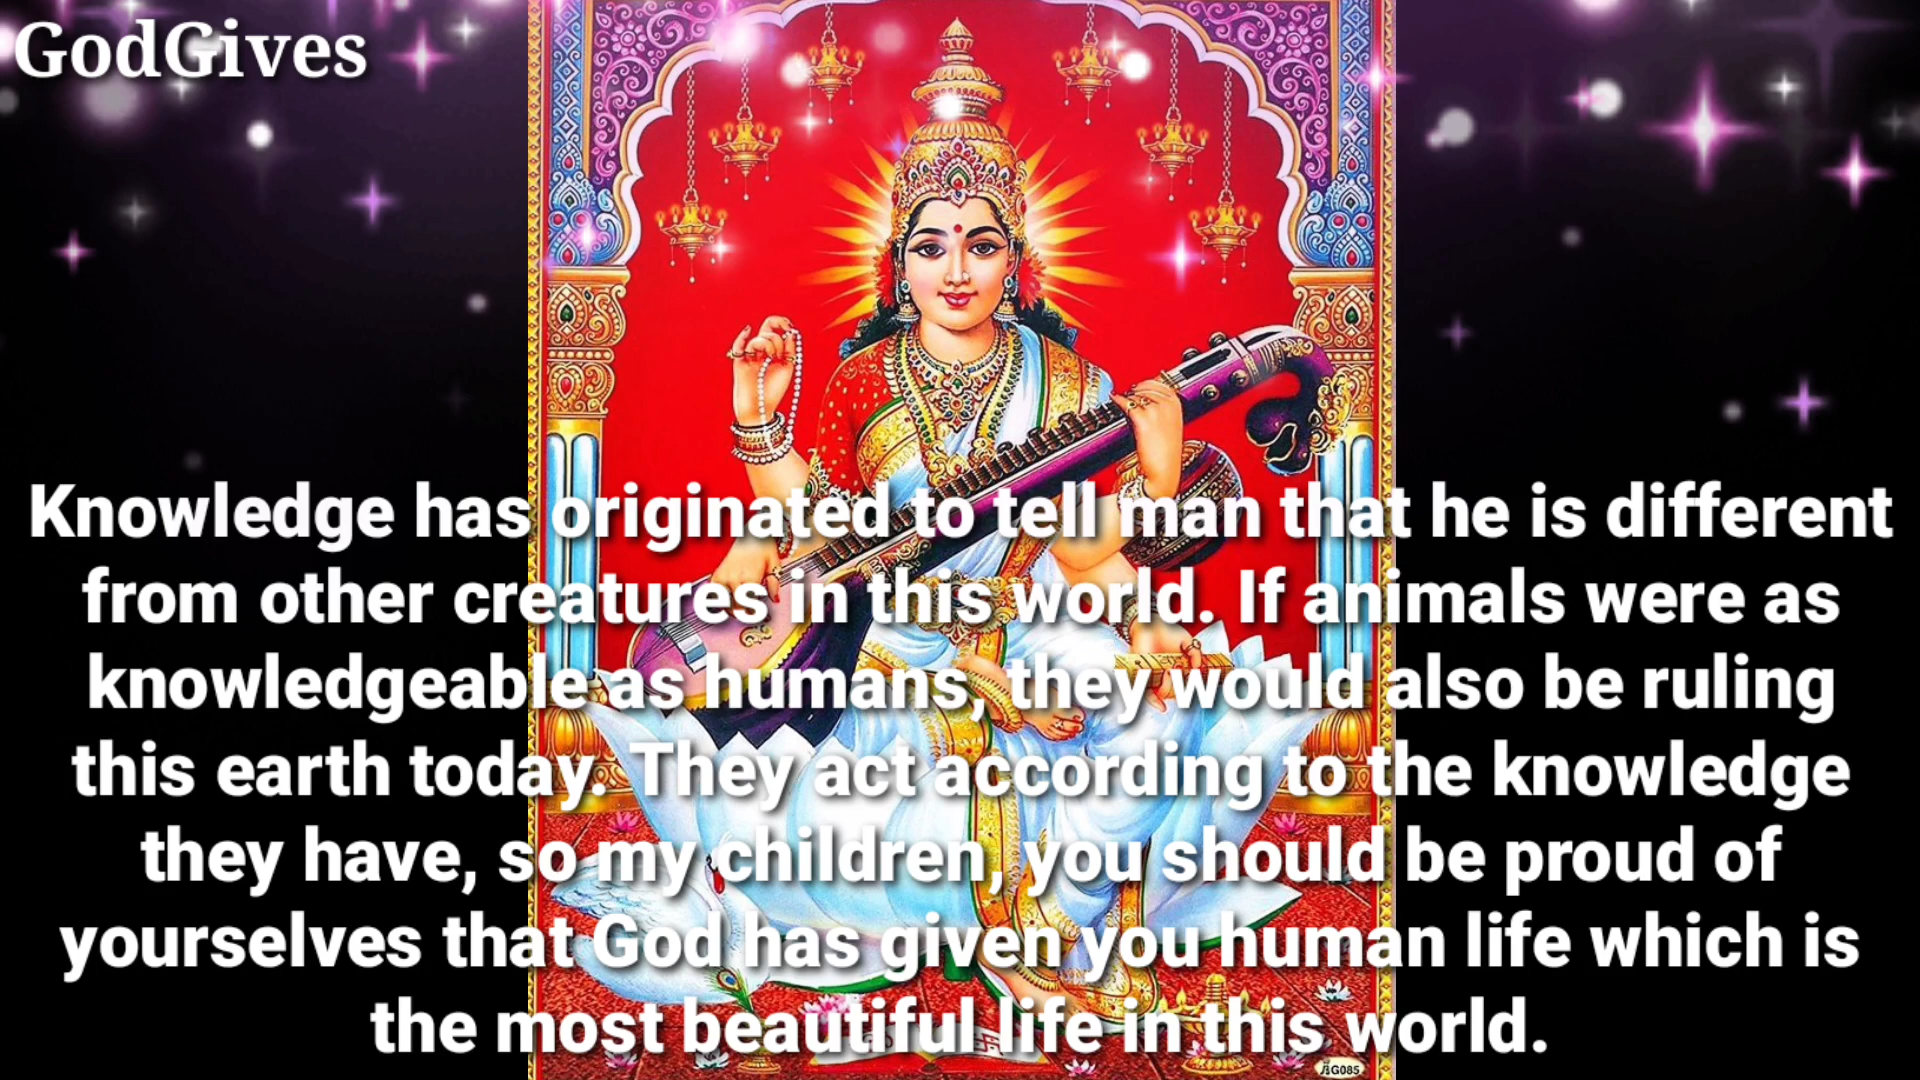 GodGives
Knowledge has originated to tell man that he is different
from other creatures in this world. If animals were as
knowledgeable as humans, they would also be ruling
this earth today. They act according to the knowledge
they have, so my children, you should be proud of
yourselves that God has given you human life which is
the most beautiful life in this world.
G085